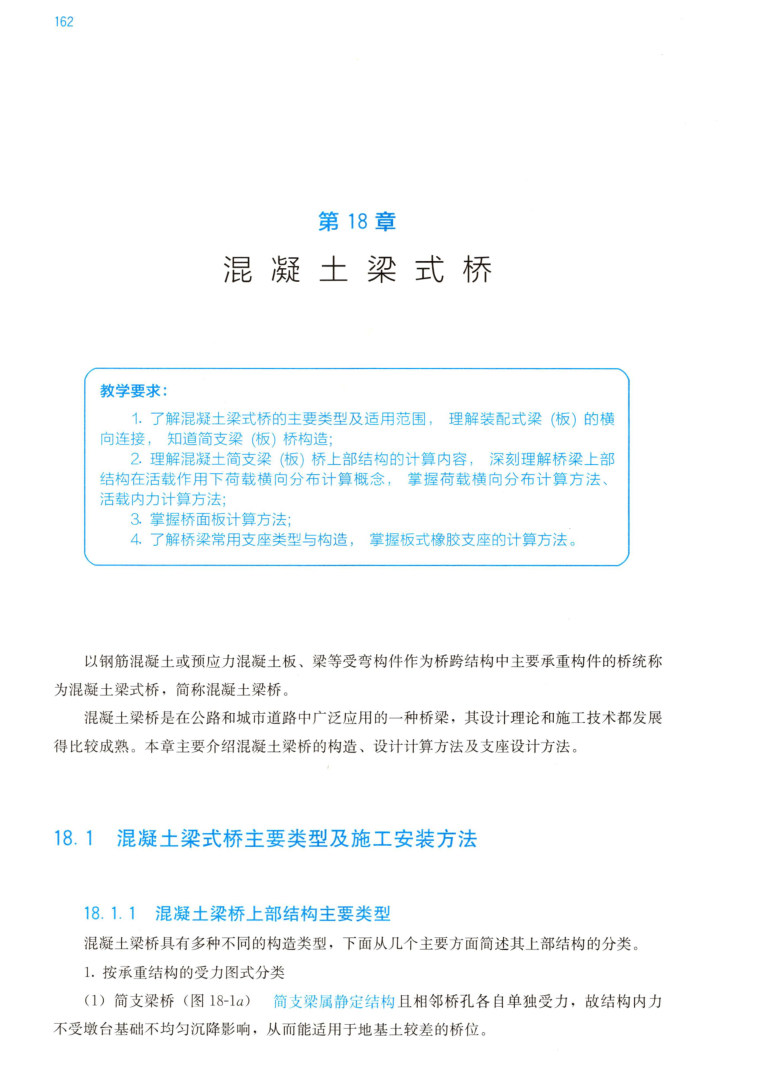 162
第 18 章
混凝土梁式桥
教学要求：
1. 了解混凝土梁式桥的主要类型及适用范围， 理解装配式梁 (板) 的横
向连接， 知道简支梁 (板) 桥构造;
2. 理解混凝土简支梁 (板) 桥上部结构的计算内容， 深刻理解桥梁上部
结构在活载作用下荷载横向分布计算概念， 掌握荷载横向分布计算方法、
活载内力计算方法;
3. 掌握桥面板计算方法;
4. 了解桥梁常用支座类型与构造， 掌握板式橡胶支座的计算方法。
以钢筋混凝土或预应力混凝土板、梁等受弯构件作为桥跨结构中主要承重构件的桥统称
为混凝土梁式桥，简称混凝土梁桥。
混凝土梁桥是在公路和城市道路中广泛应用的一种桥梁，其设计理论和施工技术都发展
得比较成熟。本章主要介绍混凝土梁桥的构造、设计计算方法及支座设计方法。
18.1 混凝土梁式桥主要类型及施工安装方法
18.1.1 混凝土梁桥上部结构主要类型
混凝土梁桥具有多种不同的构造类型，下面从几个主要方面简述其上部结构的分类。
1. 按承重结构的受力图式分类
（1）简支梁桥（图 18-1a） 简支梁属静定结构且相邻桥孔各自单独受力，故结构内力
不受墩台基础不均匀沉降影响，从而能适用于地基土较差的桥位。